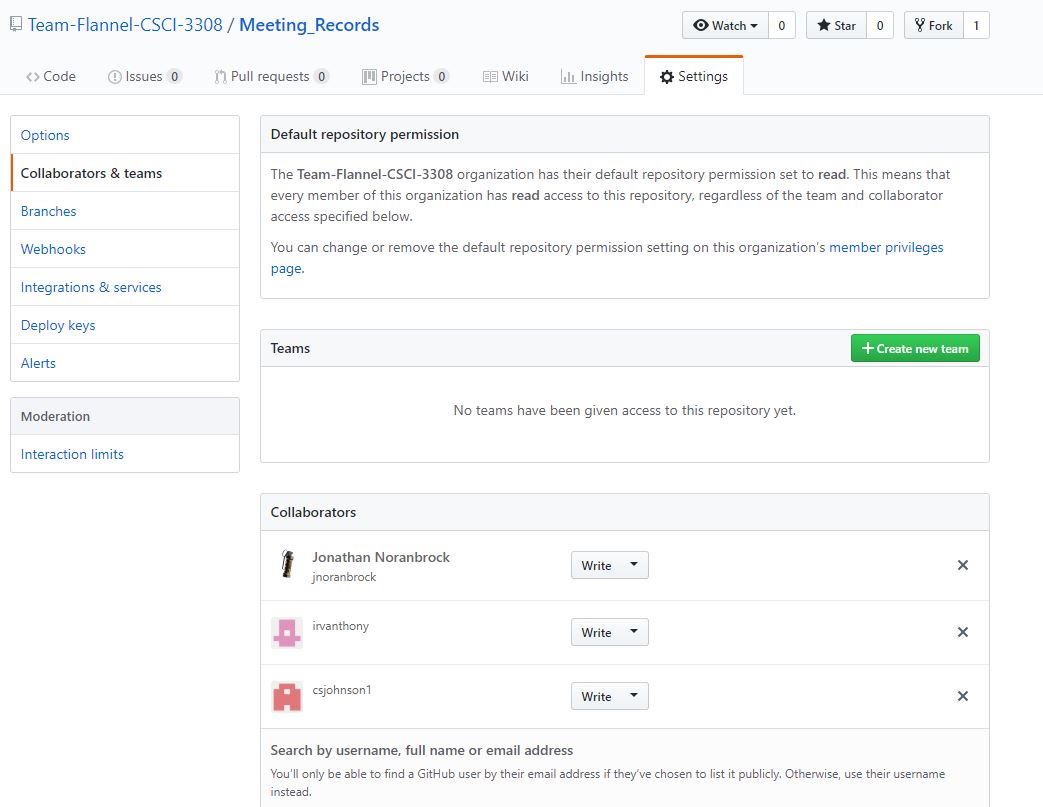 Team-Flannel-CSCI-3308 / Meeting_Records
Watch 0 Star 0 Fork 1
Code Issues 0 Pull requests 0 Projects 0 Wiki Insights Settings
Options
Collaborators & teams
Branches
Webhooks
Integrations & services
Deploy keys
Alerts
Moderation
Interaction limits
Default repository permission
The Team-Flannel-CSCI-3308 organization has their default repository permission set to read. This means that
every member of this organization has read access to this repository, regardless of the team and collaborator
access specified below.
You can change or remove the default repository permission setting on this organization's member privileges
page.
Teams
Create new team
No teams have been given access to this repository yet.
Collaborators
Jonathan Noranbrock
jnoranbrock
Write
irvanthony
Write
csjohnson1
Write
Search by username, full name or email address
You'll only be able to find a GitHub user by their email address if they've chosen to list it publicly. Otherwise, use their username
instead.